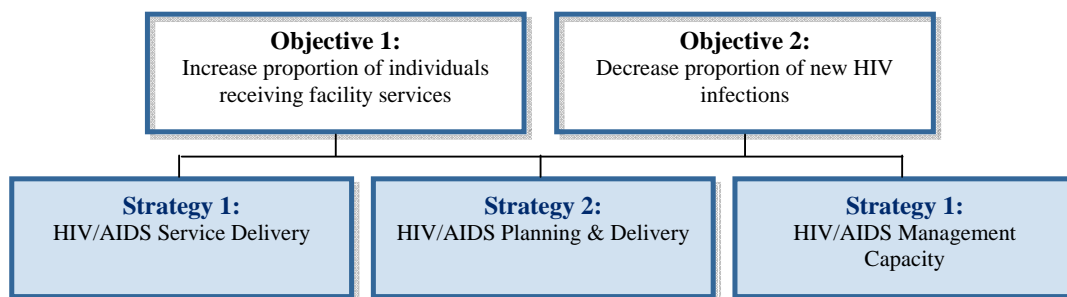 Objective 1:
Increase proportion of individuals
receiving facility services
Objective 2:
Decrease proportion of new HIV
infections
Strategy 1:
HIV/AIDS Service Delivery
Strategy 2:
HIV/AIDS Planning & Delivery
Strategy 1:
HIV/AIDS Management
Capacity